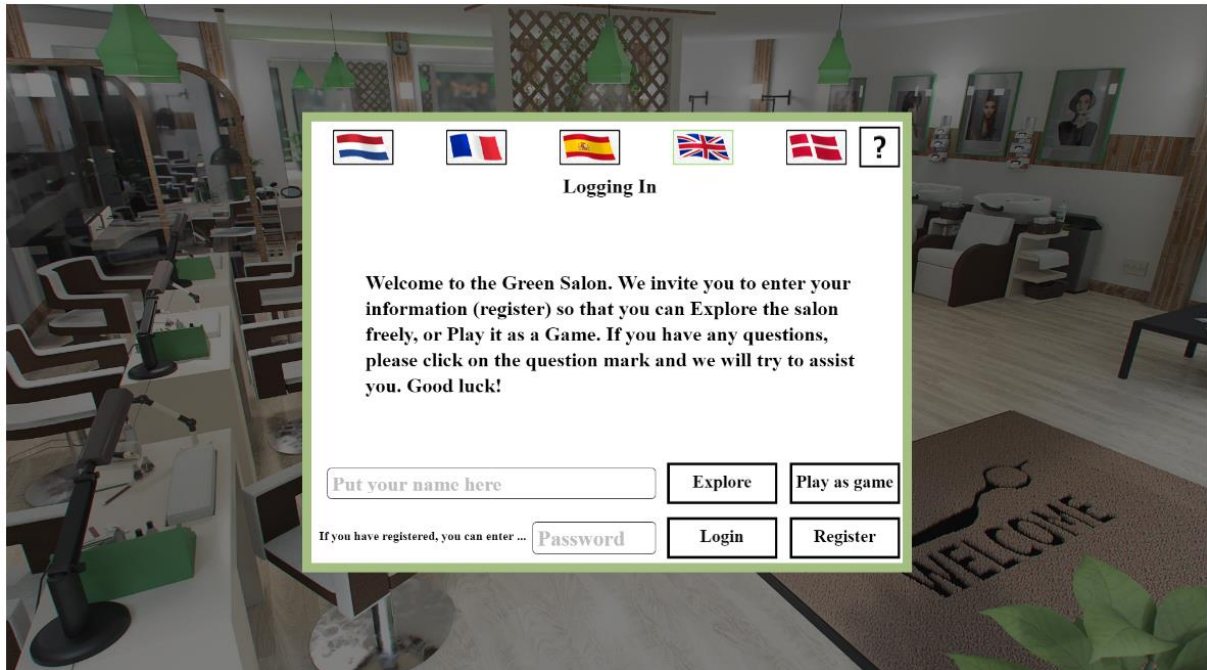 ?
Logging In
Welcome to the Green Salon. We invite you to enter your
information (register) so that you can Explore the salon
freely, or Play it as a Game. If you have any questions,
please click on the question mark and we will try to assist
you. Good luck!
Put your name here
Explore
Play as game
If you have registered, you can enter ...
Password
Login
Register
WELCOME